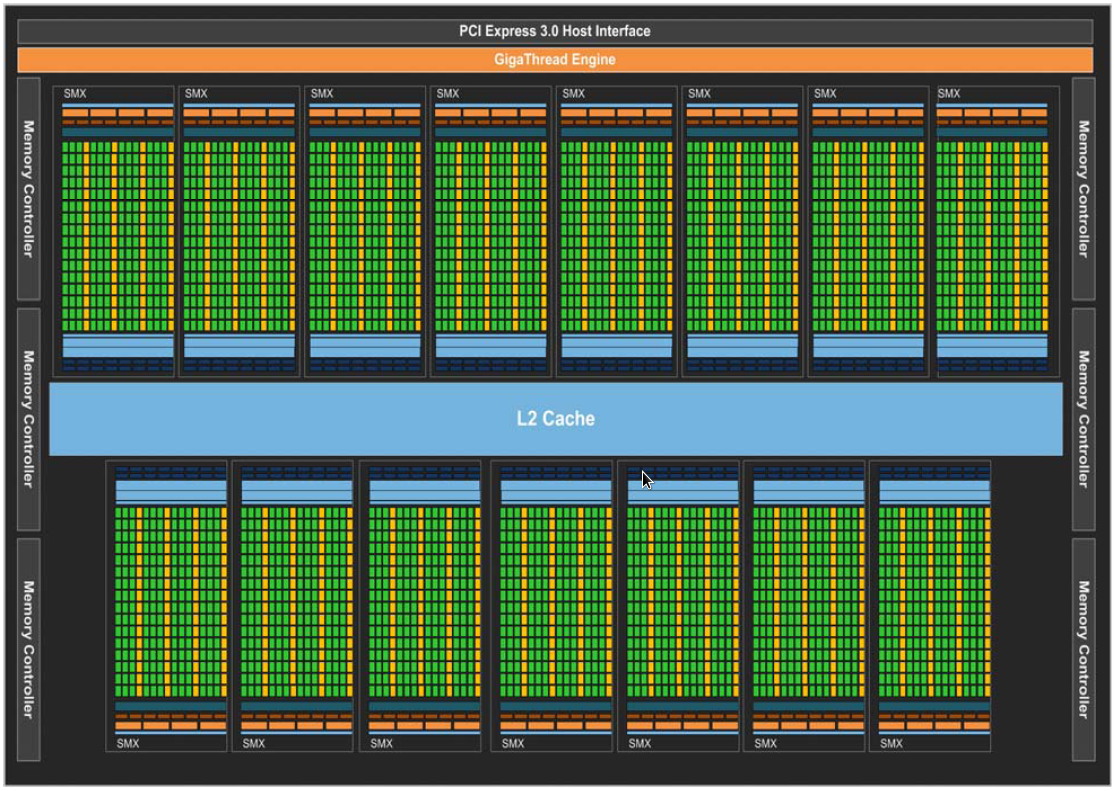 PCI Express 3.0 Host Interface
GigaThread Engine
SMX
SMX
SMX
SMX
SMX
SMX
SMX
SMX
Memory Controller
Memory Controller
Memory Controller
Memory Controller
L2 Cache
Memory Controller
Memory Controller
SMX
SMX
SMX
SMX
SMX
SMX
SMX